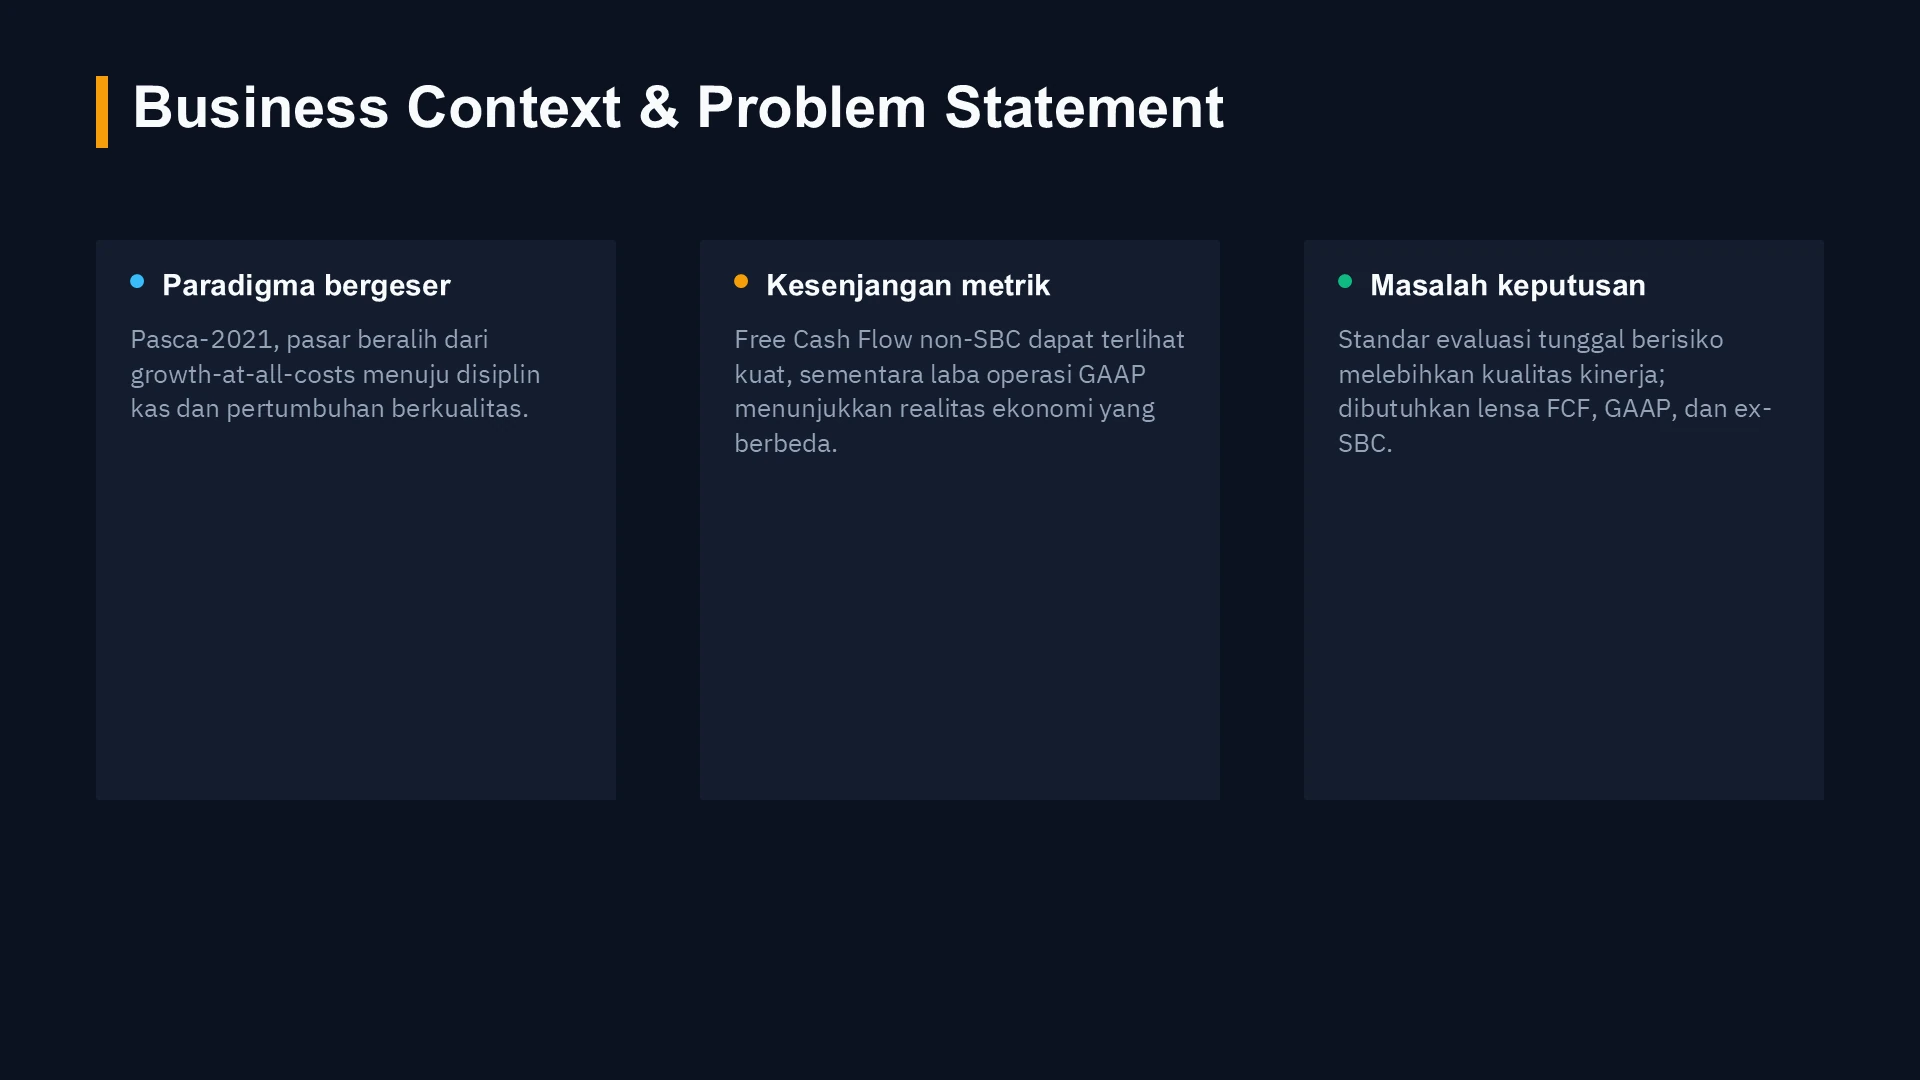 Business Context & Problem Statement
Paradigma bergeser
Pasca-2021, pasar beralih dari
growth-at-all-costs menuju disiplin
kas dan pertumbuhan berkualitas.
Kesenjangan metrik
Free Cash Flow non-SBC dapat terlihat
kuat, sementara laba operasi GAAP
menunjukkan realitas ekonomi yang
berbeda.
Masalah keputusan
Standar evaluasi tunggal berisiko
melebihkan kualitas kinerja;
dibutuhkan lensa FCF, GAAP, dan ex-
SBC.